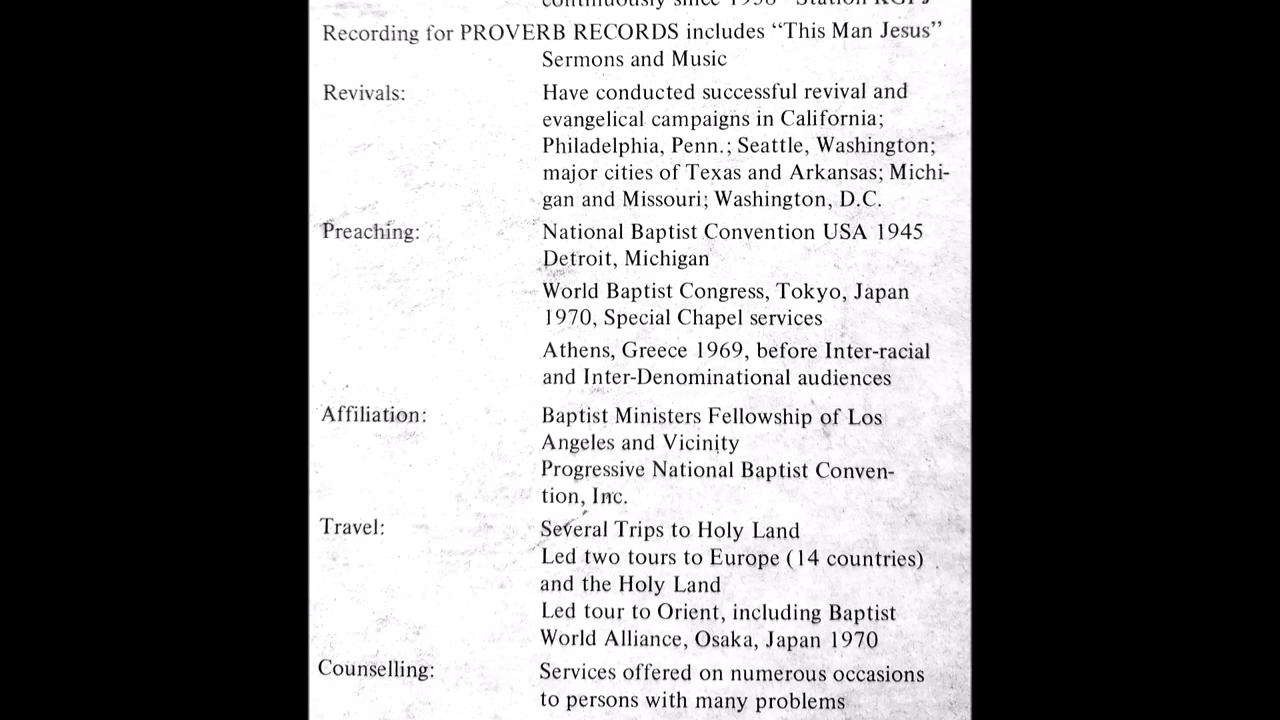 Recording for PROVERB RECORDS includes “This Man Jesus”
Sermons and Music
Revivals: Have conducted successful revival and
evangelical campaigns in California;
Philadelphia, Penn.; Seattle, Washington;
major cities of Texas and Arkansas; Michi-
gan and Missouri; Washington, D.C.
Preaching: National Baptist Convention USA 1945
Detroit, Michigan
World Baptist Congress, Tokyo, Japan
1970, Special Chapel services
Athens, Greece 1969, before Inter-racial
and Inter-Denominational audiences
Affiliation: Baptist Ministers Fellowship of Los
Angeles and Vicinity
Progressive National Baptist Conven-
tion, Inc.
Travel: Several Trips to Holy Land
Led two tours to Europe (14 countries)
and the Holy Land
Led tour to Orient, including Baptist
World Alliance, Osaka, Japan 1970
Counselling: Services offered on numerous occasions
to persons with many problems